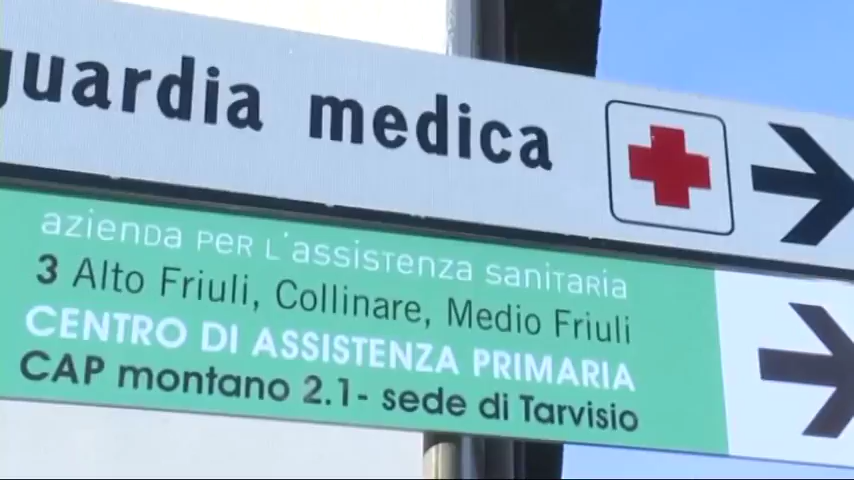 guardia medica
azienda per l'assistenza sanitaria
3 Alto Friuli, Collinare, Medio Friuli
CENTRO DI ASSISTENZA PRIMARIA
CAP montano 2.1- sede di Tarvisio